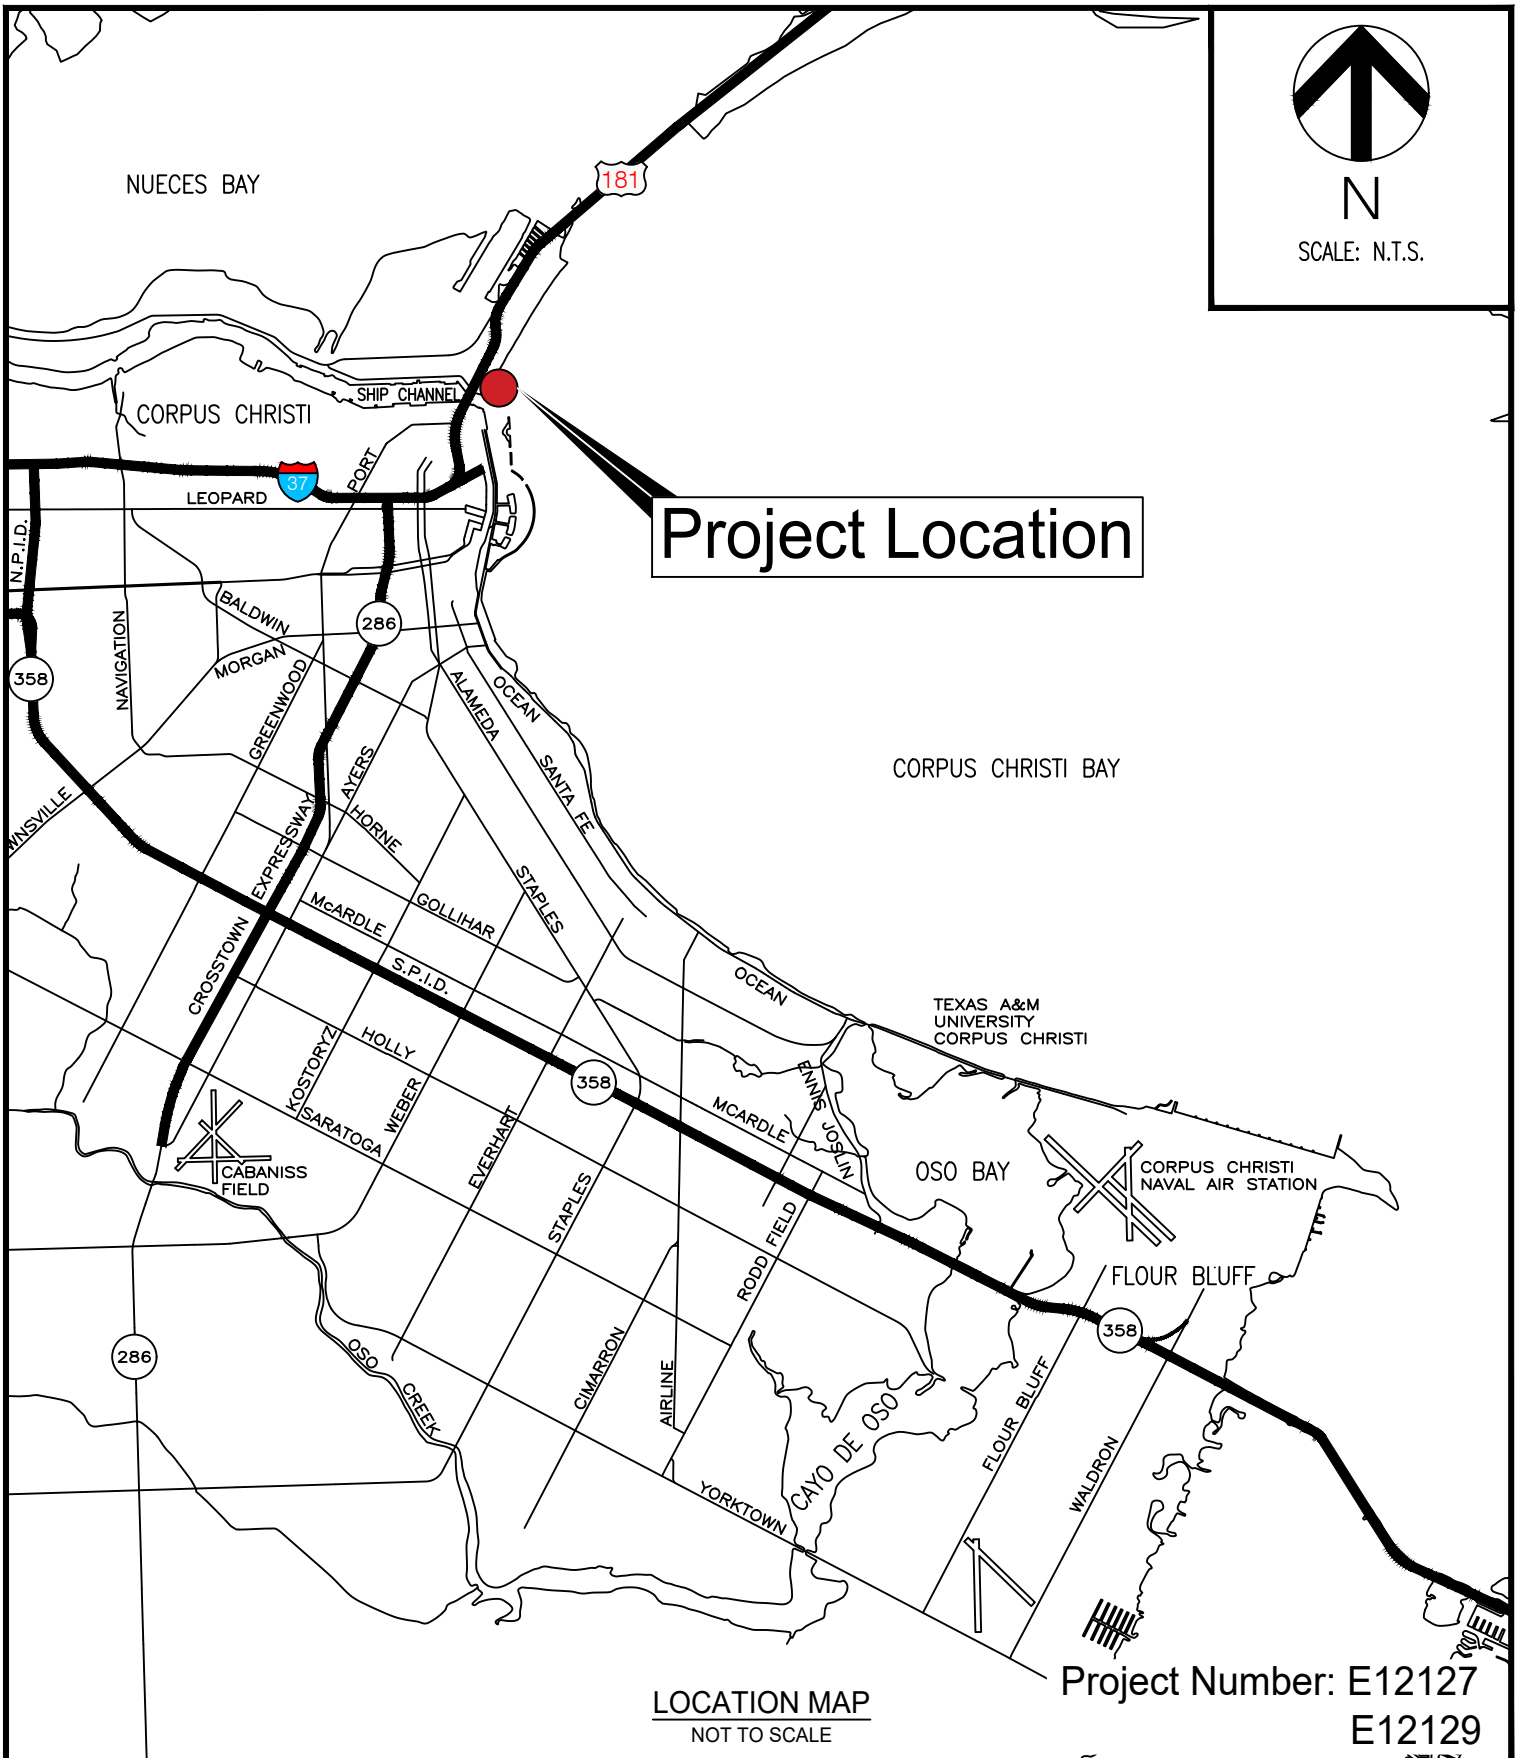 181
NUECES BAY
N
SCALE: N.T.S.
SHIP CHANNEL
CORPUS CHRISTI
37
PORT
LEOPARD
Project Location
N.P.I.D.
BALDWIN
286
NAVIGATION
MORGAN
358
GREENWOOD
ALAMEDA
OCEAN
AYERS
SANTA FE
CORPUS CHRISTI BAY
WNSVILLE
HORNE
CROSSTOWN EXPRESSWAY
STAPLES
McARDLE
GOLLIHAR
S.P.I.D.
OCEAN
TEXAS A&M
UNIVERSITY
CORPUS CHRISTI
KOSTORYZ
HOLLY
358
ENNIS JOSLIN
WEBER
MCARDLE
SARATOGA
EVERHART
CABANISS
FIELD
OSO BAY
CORPUS CHRISTI
NAVAL AIR STATION
STAPLES
RODD FIELD
FLOUR BLUFF
358
286
OSO CREEK
CIMARRON
AIRLINE
CAYO DE OSO
FLOUR BLUFF
WALDRON
YORKTOWN
Project Number: E12127
E12129
LOCATION MAP
NOT TO SCALE